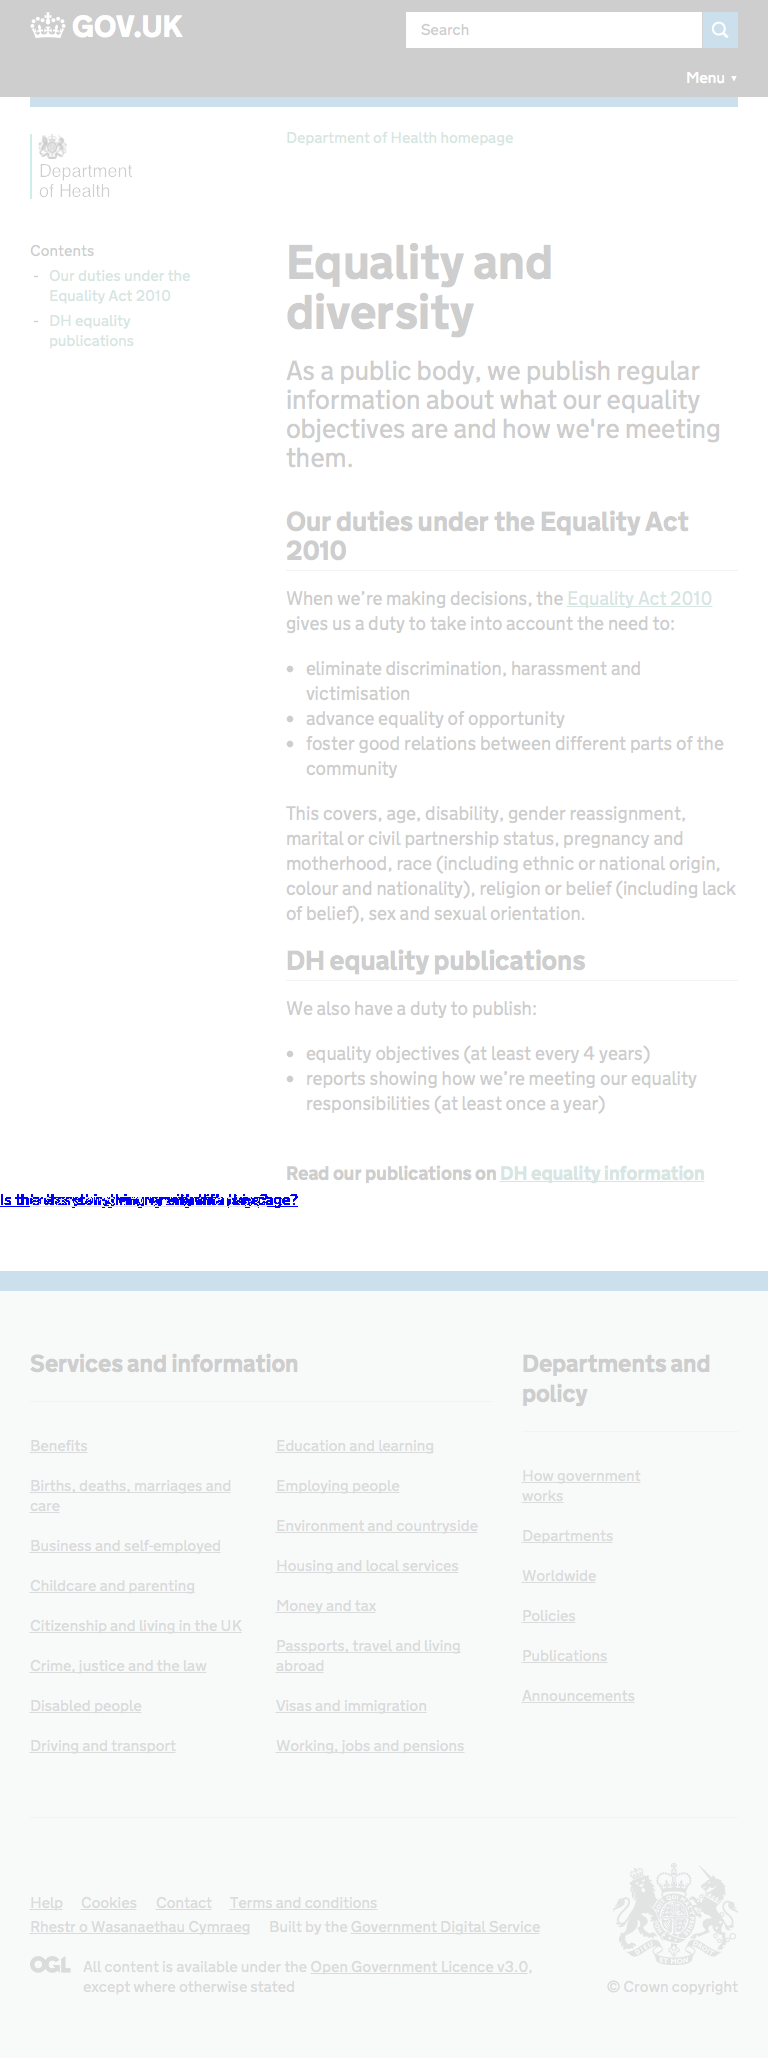 GOV.UK
Search
Menu ▾
Department of Health homepage
Department
of Health
Contents
- Our duties under the
Equality Act 2010
- DH equality
publications
Equality and
diversity
As a public body, we publish regular
information about what our equality
objectives are and how we're meeting
them.
Our duties under the Equality Act
2010
When we’re making decisions, the Equality Act 2010
gives us a duty to take into account the need to:
• eliminate discrimination, harassment and
victimisation
• advance equality of opportunity
• foster good relations between different parts of the
community
This covers, age, disability, gender reassignment,
marital or civil partnership status, pregnancy and
motherhood, race (including ethnic or national origin,
colour and nationality), religion or belief (including lack
of belief), sex and sexual orientation.
DH equality publications
We also have a duty to publish:
• equality objectives (at least every 4 years)
• reports showing how we’re meeting our equality
responsibilities (at least once a year)
Read our publications on DH equality information
Services and information
Benefits
Births, deaths, marriages and
care
Business and self-employed
Childcare and parenting
Citizenship and living in the UK
Crime, justice and the law
Disabled people
Driving and transport
Education and learning
Employing people
Environment and countryside
Housing and local services
Money and tax
Passports, travel and living
abroad
Visas and immigration
Working, jobs and pensions
Departments and
policy
How government
works
Departments
Worldwide
Policies
Publications
Announcements
Help Cookies Contact Terms and conditions
Rhestr o Wasanaethau Cymraeg Built by the Government Digital Service
OGL All content is available under the Open Government Licence v3.0,
except where otherwise stated
© Crown copyright